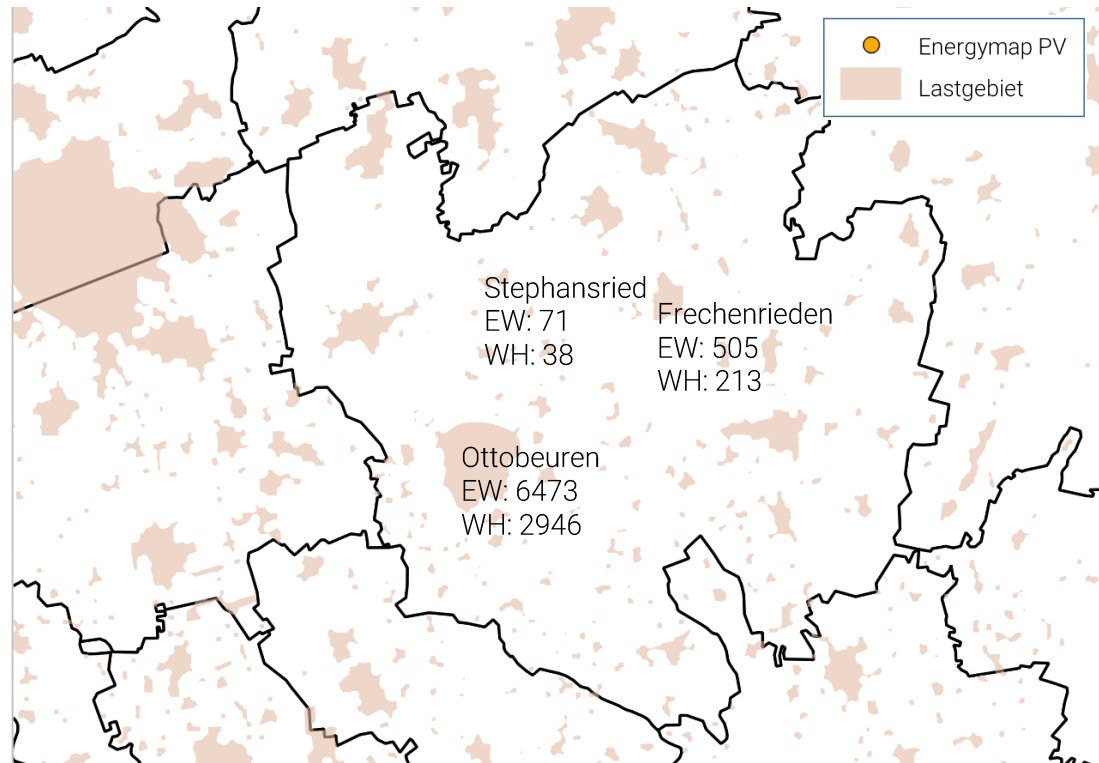 Energymap PV
Lastgebiet
Stephansried
EW: 71
WH: 38
Frechenrieden
EW: 505
WH: 213
Ottobeuren
EW: 6473
WH: 2946